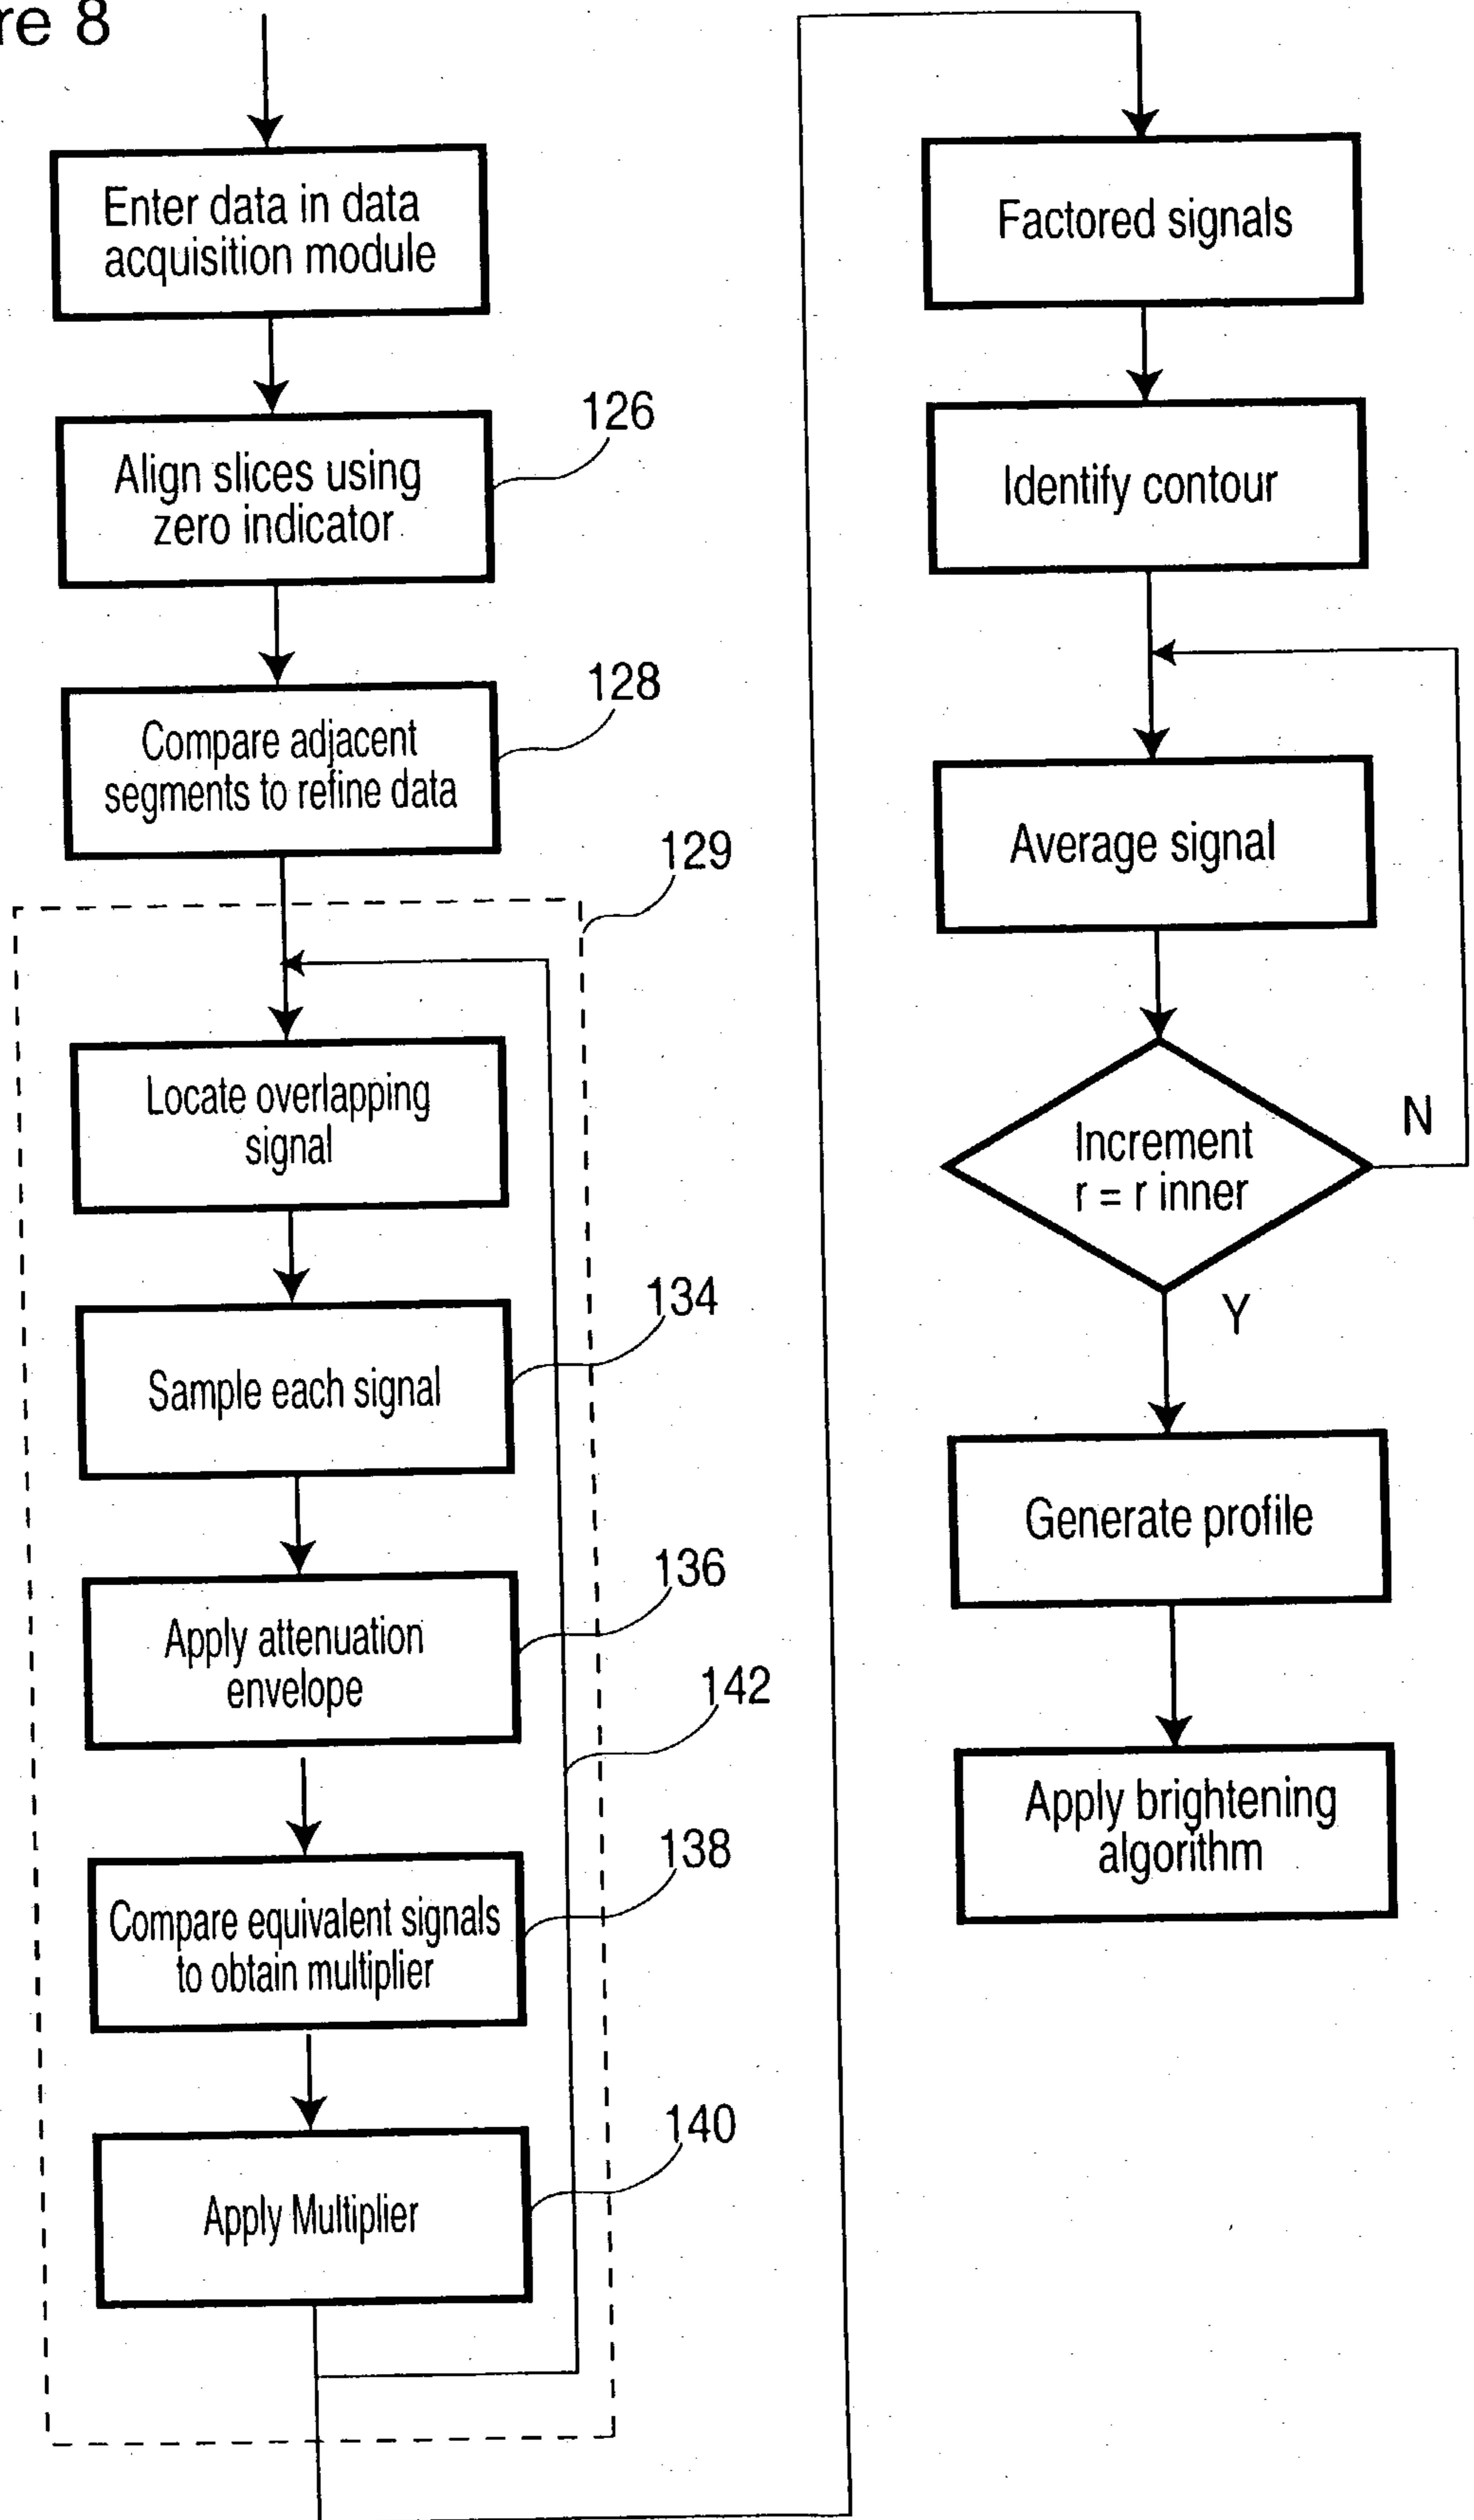 re 8
Enter data in data
acquisition module
126
Align slices using
zero indicator
128
Compare adjacent
segments to refine data
129
Locate overlapping
signal
134
Sample each signal
136
Apply attenuation
envelope
142
138
Compare equivalent signals
to obtain multiplier
140
Apply Multiplier
Factored signals
Identify contour
Average signal
Increment
r = r inner
N
Y
Generate profile
Apply brightening
algorithm